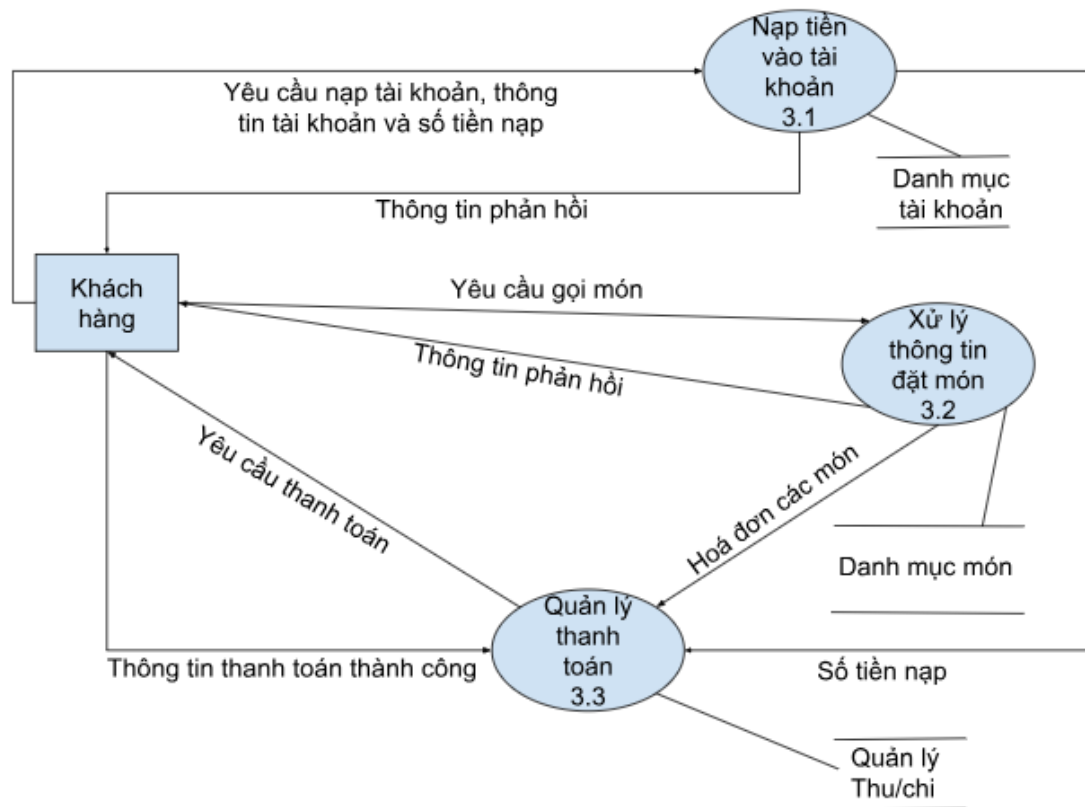 Nạp tiền
vào tài
khoản
3.1
Yêu cầu nạp tài khoản, thông
tin tài khoản và số tiền nạp
Danh mục
tài khoản
Thông tin phản hồi
Khách
hàng
Yêu cầu gọi món
Xử lý
thông tin
đặt món
3.2
Thông tin phản hồi
Yêu cầu thanh toán
Hoá đơn các món
Danh mục món
Quản lý
thanh
toán
3.3
Thông tin thanh toán thành công
Số tiền nạp
Quản lý
Thu/chi